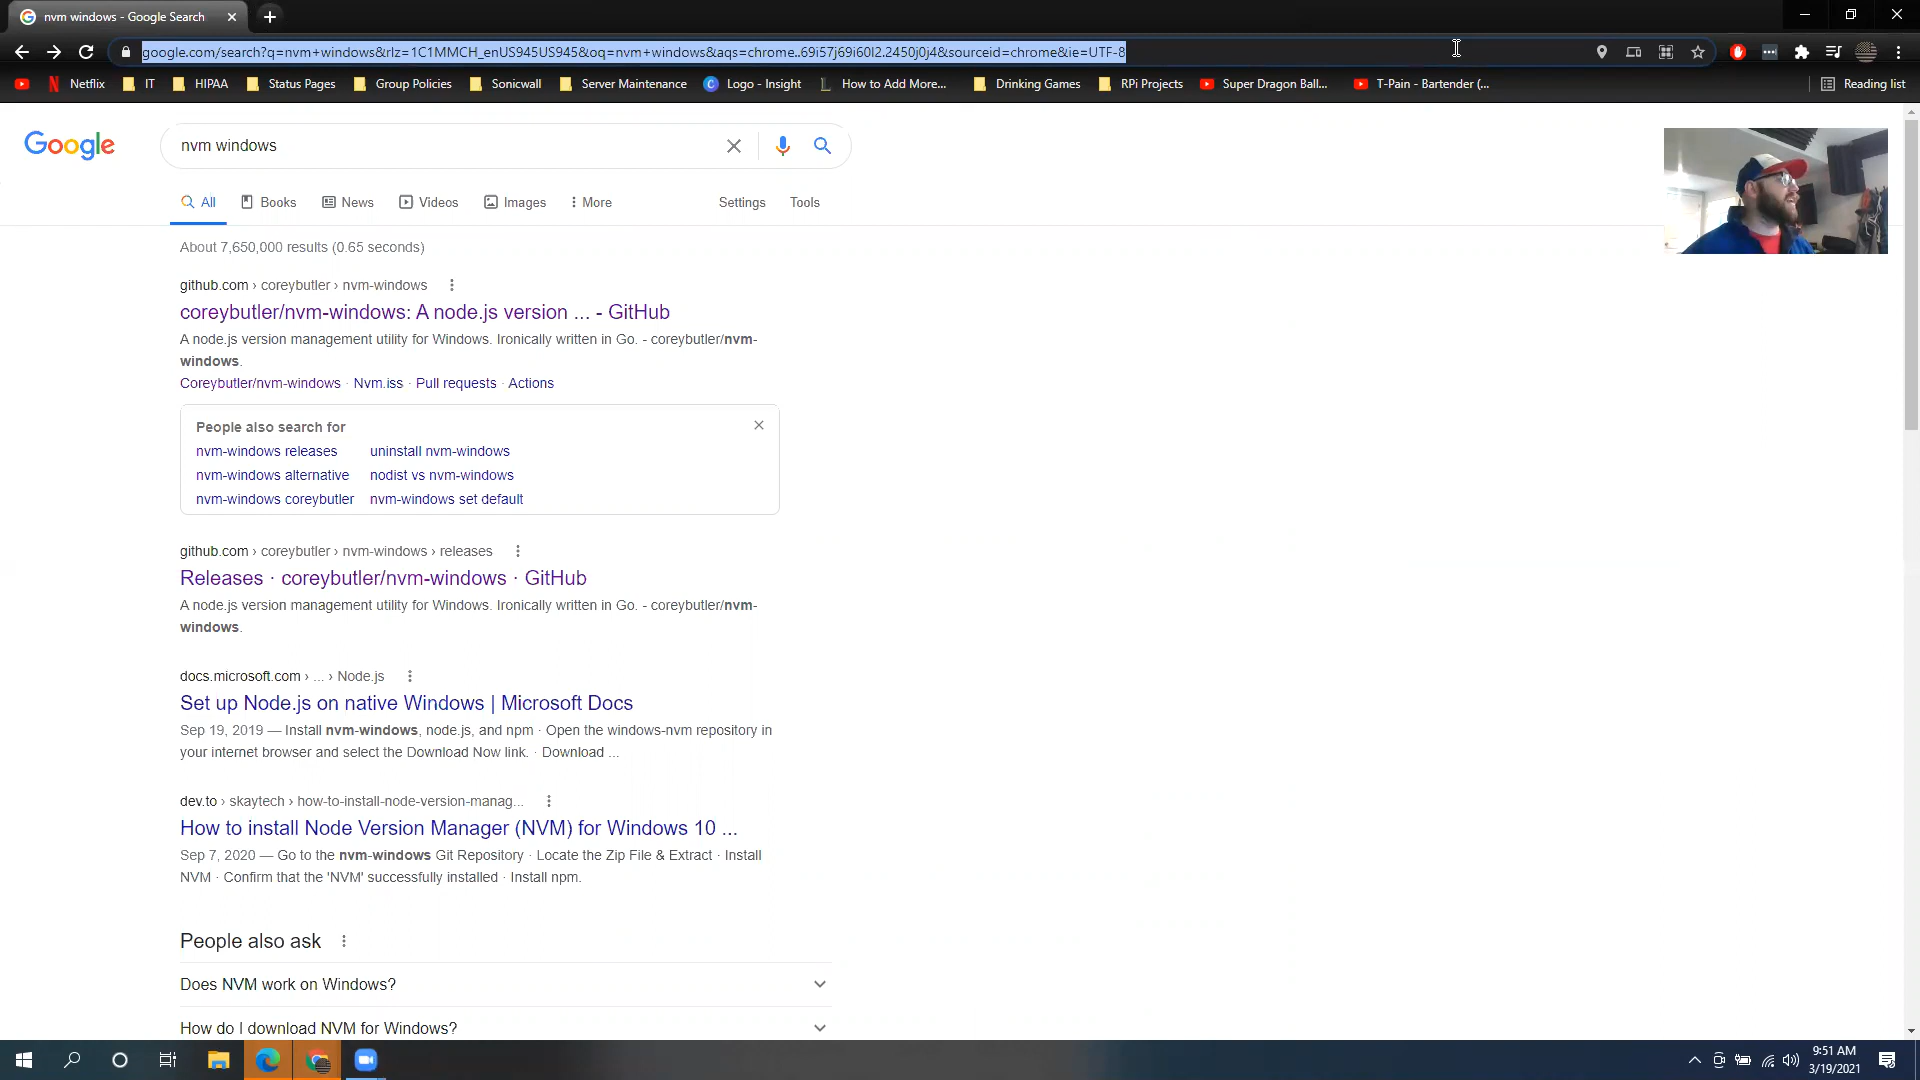 nvm windows - Google Search
google.com/search?q=nvm+windows&rlz=1C1MMCH_enUS945US945&oq=nvm+windows&aqs=chrome..69i57j69i60l2.2450j0j4&sourceid=chrome&ie=UTF-8
Netflix IT HIPAA Status Pages Group Policies Sonicwall Server Maintenance Logo - Insight How to Add More... Drinking Games RPi Projects Super Dragon Ball... T-Pain - Bartender (... Reading list
Google nvm windows
All Books News Videos Images More Settings Tools
About 7,650,000 results (0.65 seconds)
github.com › coreybutler › nvm-windows
coreybutler/nvm-windows: A node.js version ... - GitHub
A node.js version management utility for Windows. Ironically written in Go. - coreybutler/nvm-
windows.
Coreybutler/nvm-windows · Nvm.iss · Pull requests · Actions
People also search for
nvm-windows releases uninstall nvm-windows
nvm-windows alternative nodist vs nvm-windows
nvm-windows coreybutler nvm-windows set default
github.com › coreybutler › nvm-windows › releases
Releases · coreybutler/nvm-windows · GitHub
A node.js version management utility for Windows. Ironically written in Go. - coreybutler/nvm-
windows.
docs.microsoft.com › ... › Node.js
Set up Node.js on native Windows | Microsoft Docs
Sep 19, 2019 — Install nvm-windows, node.js, and npm · Open the windows-nvm repository in
your internet browser and select the Download Now link. · Download ...
dev.to › skaytech › how-to-install-node-version-manag...
How to install Node Version Manager (NVM) for Windows 10 ...
Sep 7, 2020 — Go to the nvm-windows Git Repository · Locate the Zip File & Extract · Install
NVM · Confirm that the 'NVM' successfully installed · Install npm.
People also ask
Does NVM work on Windows?
How do I download NVM for Windows?
9:51 AM
3/19/2021